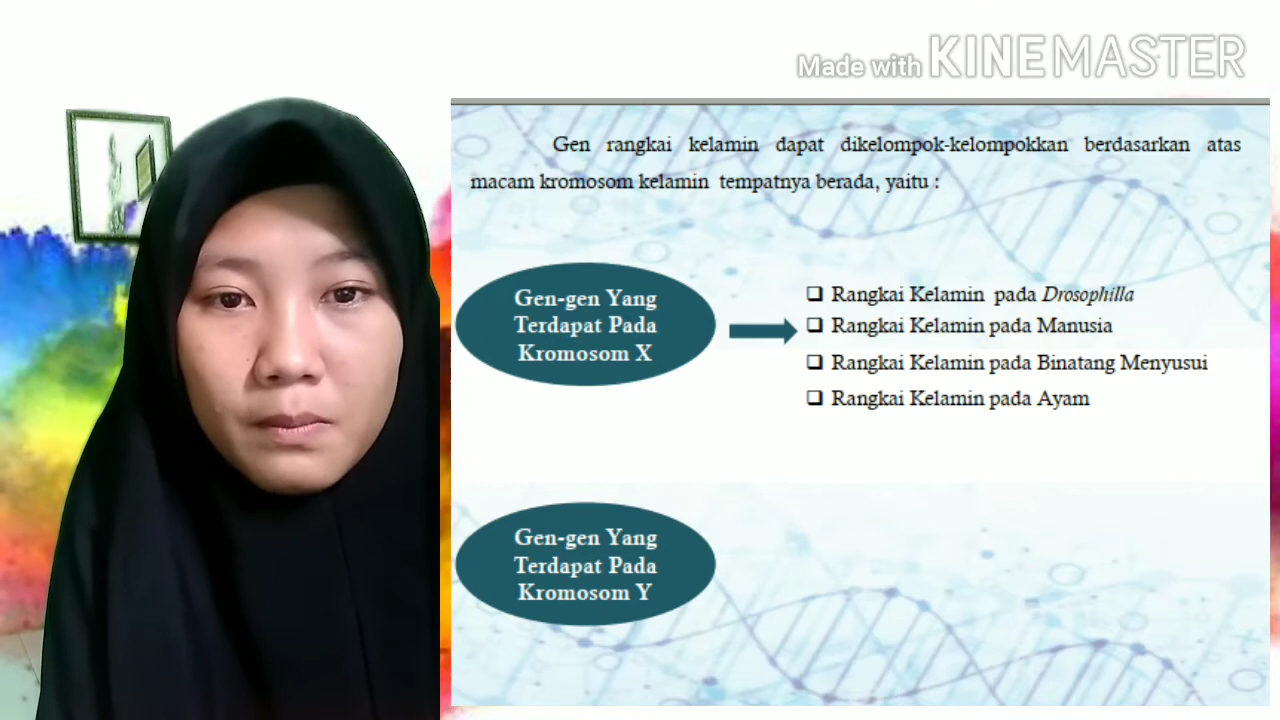 Made with KINEMASTER
Gen rangkai kelamin dapat dikelompok-kelompokkan berdasarkan atas
macam kromosom kelamin tempatnya berada, yaitu :
Gen-gen Yang
Terdapat Pada
Kromosom X
❑ Rangkai Kelamin pada Drosophilla
❑ Rangkai Kelamin pada Manusia
❑ Rangkai Kelamin pada Binatang Menyusui
❑ Rangkai Kelamin pada Ayam
Gen-gen Yang
Terdapat Pada
Kromosom Y